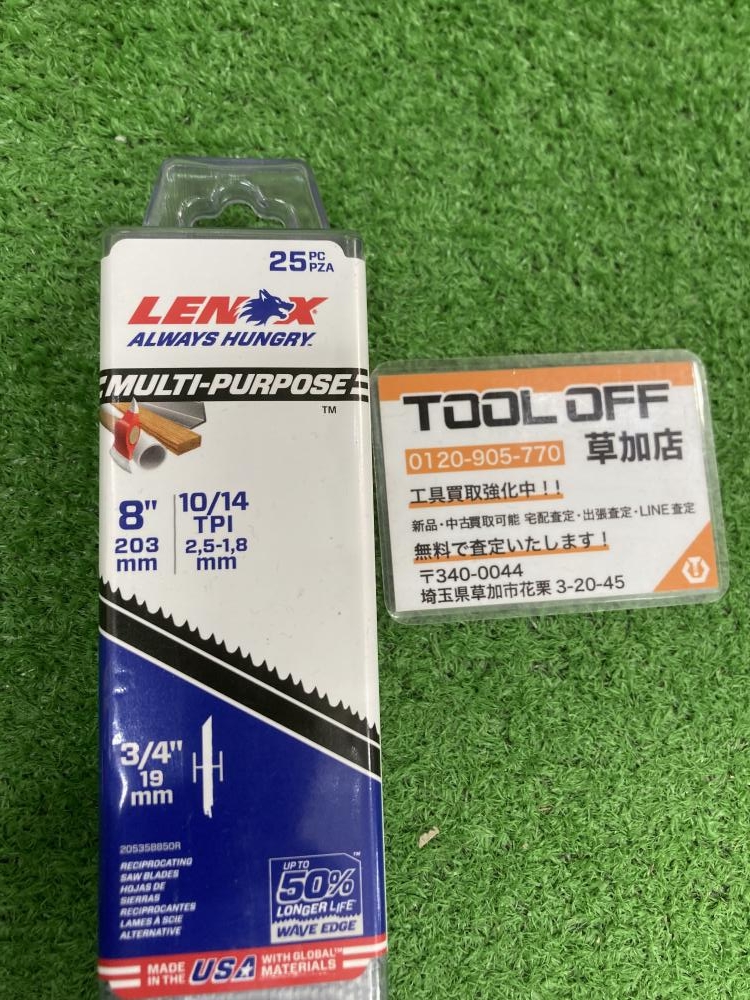 25 PC
PZA
LENOX
ALWAYS HUNGRY™
MULTI-PURPOSE
TM
8"
203
mm
10/14
TPI
2,5-1,8
mm
3/4"
19
mm
20535B850R
RECIPROCATING
SAW BLADES
HOJAS DE
SIERRAS
RECIPROCANTES
LAMES À SCIE
ALTERNATIVE
UP TO
50%
LONGER LIFE
WAVE EDGE™
MADE
IN THE
USA
WITH GLOBAL
MATERIALS
TOOL OFF
0120-905-770
草加店
工具買取強化中!!
新品・中古買取可能 宅配査定・出張査定・LINE査定
無料で査定いたします!
〒340-0044
埼玉県草加市花栗 3-20-45